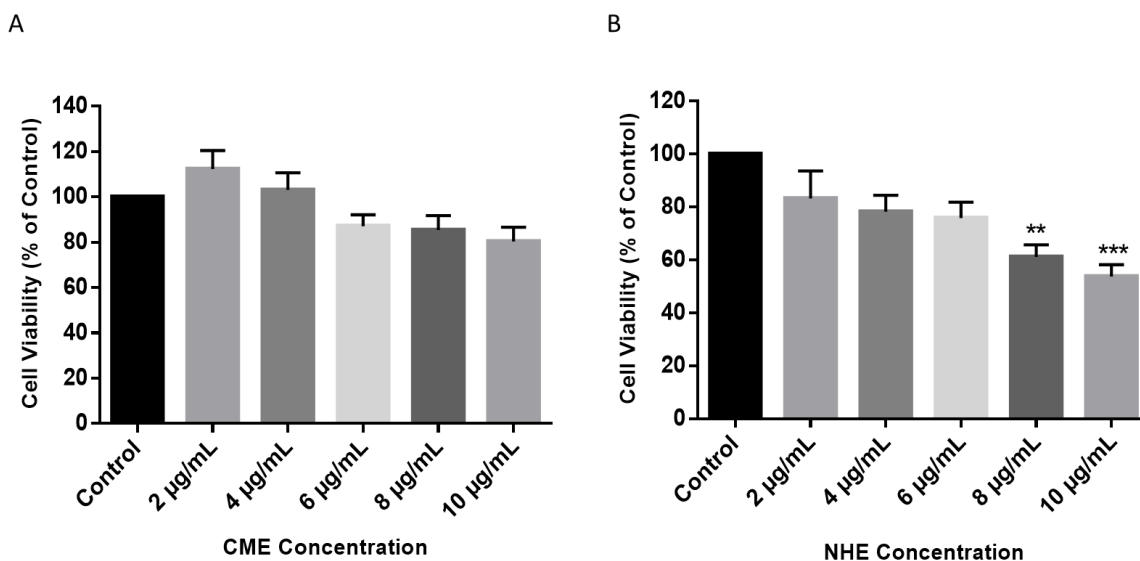 A
Cell Viability (% of Control)
140
120
100
80
60
40
20
0
Control
2 µg/mL
4 µg/mL
6 µg/mL
8 µg/mL
10 µg/mL
CME Concentration
B
Cell Viability (% of Control)
120
100
80
60
40
20
0
**
***
Control
2 µg/mL
4 µg/mL
6 µg/mL
8 µg/mL
10 µg/mL
NHE Concentration